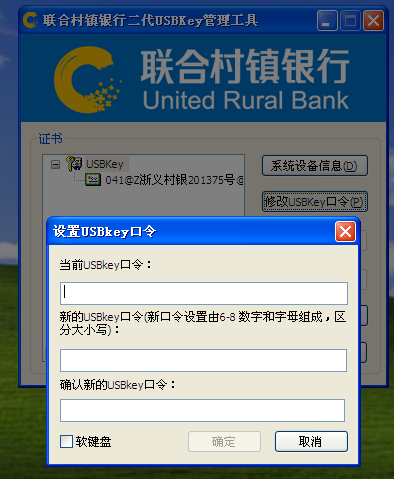 联合村镇银行二代USBKey管理工具
联合村镇银行
United Rural Bank
证书
USBKey
041@Z浙义村银201375号@
系统设备信息(D)
修改USBKey口令(P)
设置USBkey口令
当前USBkey口令：
新的USBkey口令(新口令设置由6-8 数字和字母组成，区
分大小写)：
确认新的USBkey口令：
软键盘
确定
取消